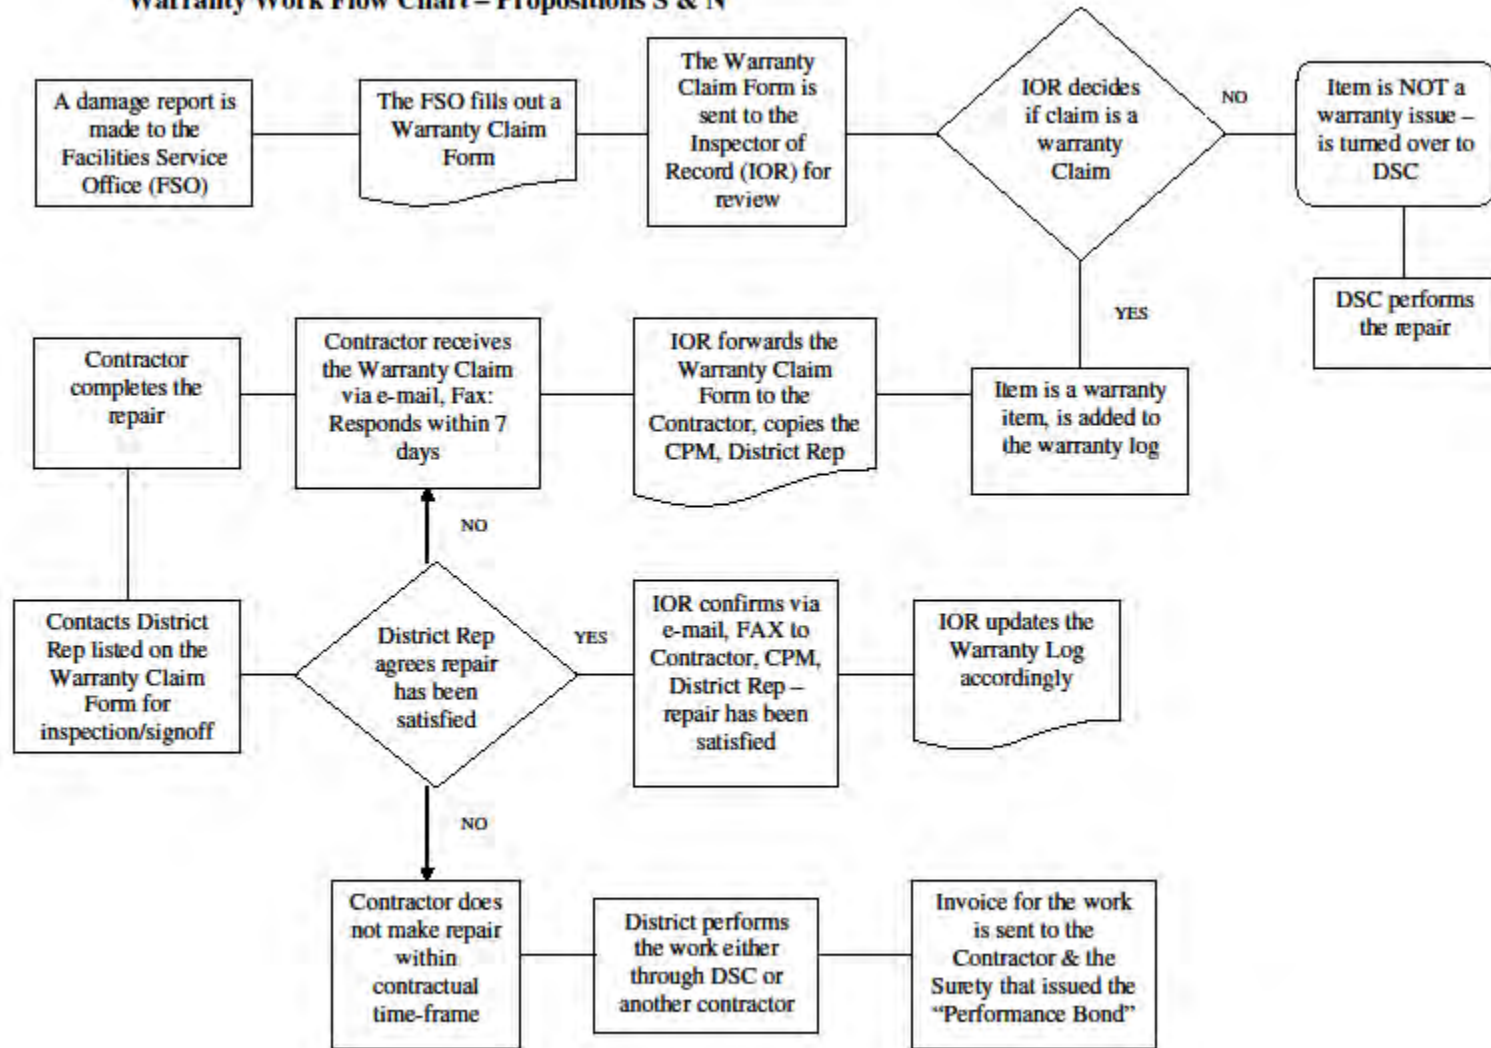 Warranty Work Flow Chart – Propositions S & N
A damage report is
made to the
Facilities Service
Office (FSO)
The FSO fills out a
Warranty Claim
Form
The Warranty
Claim Form is
sent to the
Inspector of
Record (IOR) for
review
IOR decides
if claim is a
warranty
Claim
NO
Item is NOT a
warranty issue –
is turned over to
DSC
YES
DSC performs
the repair
Contractor
completes the
repair
Contractor receives
the Warranty Claim
via e-mail, Fax:
Responds within 7
days
IOR forwards the
Warranty Claim
Form to the
Contractor, copies the
CPM, District Rep
Item is a warranty
item, is added to
the warranty log
NO
Contacts District
Rep listed on the
Warranty Claim
Form for
inspection/signoff
District Rep
agrees repair
has been
satisfied
YES
IOR confirms via
e-mail, FAX to
Contractor, CPM,
District Rep –
repair has been
satisfied
IOR updates the
Warranty Log
accordingly
NO
Contractor does
not make repair
within
contractual
time-frame
District performs
the work either
through DSC or
another contractor
Invoice for the work
is sent to the
Contractor & the
Surety that issued the
“Performance Bond”